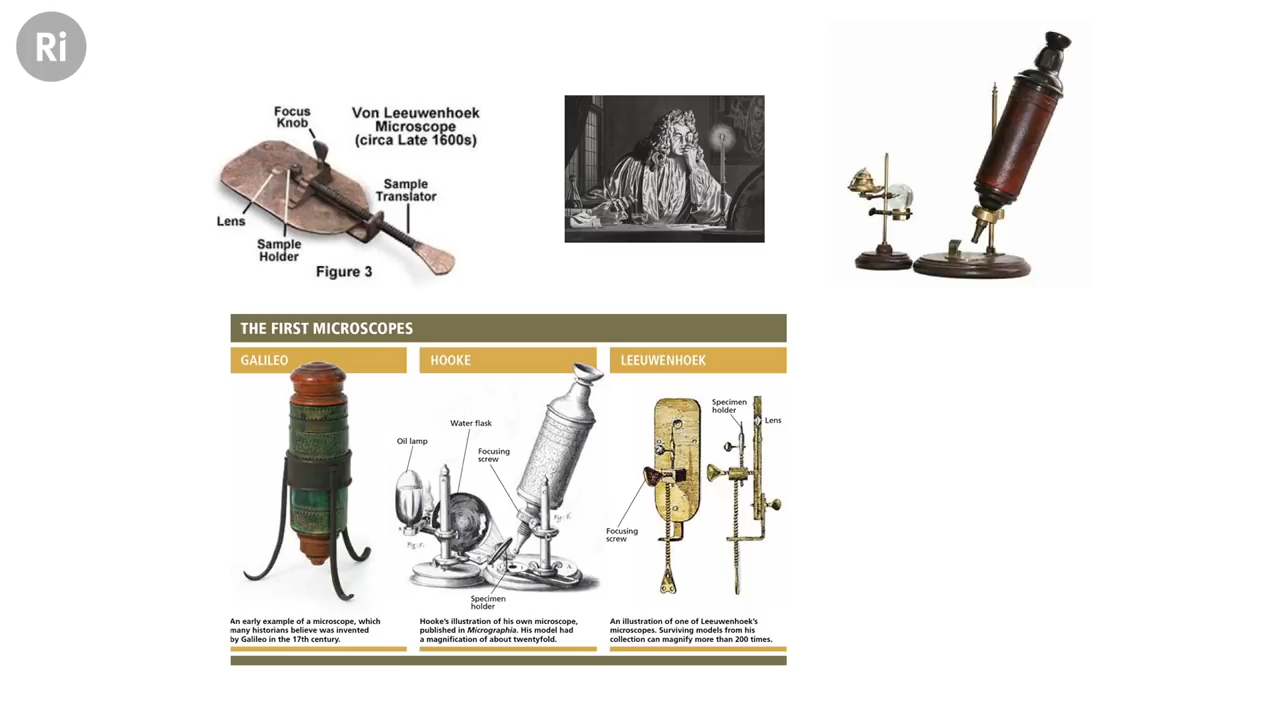 Ri
Von Leeuwenhoek
Microscope
(circa Late 1600s)
Focus
Knob
Sample
Translator
Lens
Sample
Holder
Figure 3
THE FIRST MICROSCOPES
GALILEO
HOOKE
LEEUWENHOEK
Oil lamp
Water flask
Focusing
screw
Specimen
holder
Specimen
holder
Lens
Focusing
screw
An early example of a microscope, which
many historians believe was invented
by Galileo in the 17th century.
Hooke's illustration of his own microscope,
published in Micrographia. His model had
a magnification of about twentyfold.
An illustration of one of Leeuwenhoek's
microscopes. Surviving models from his
collection can magnify more than 200 times.